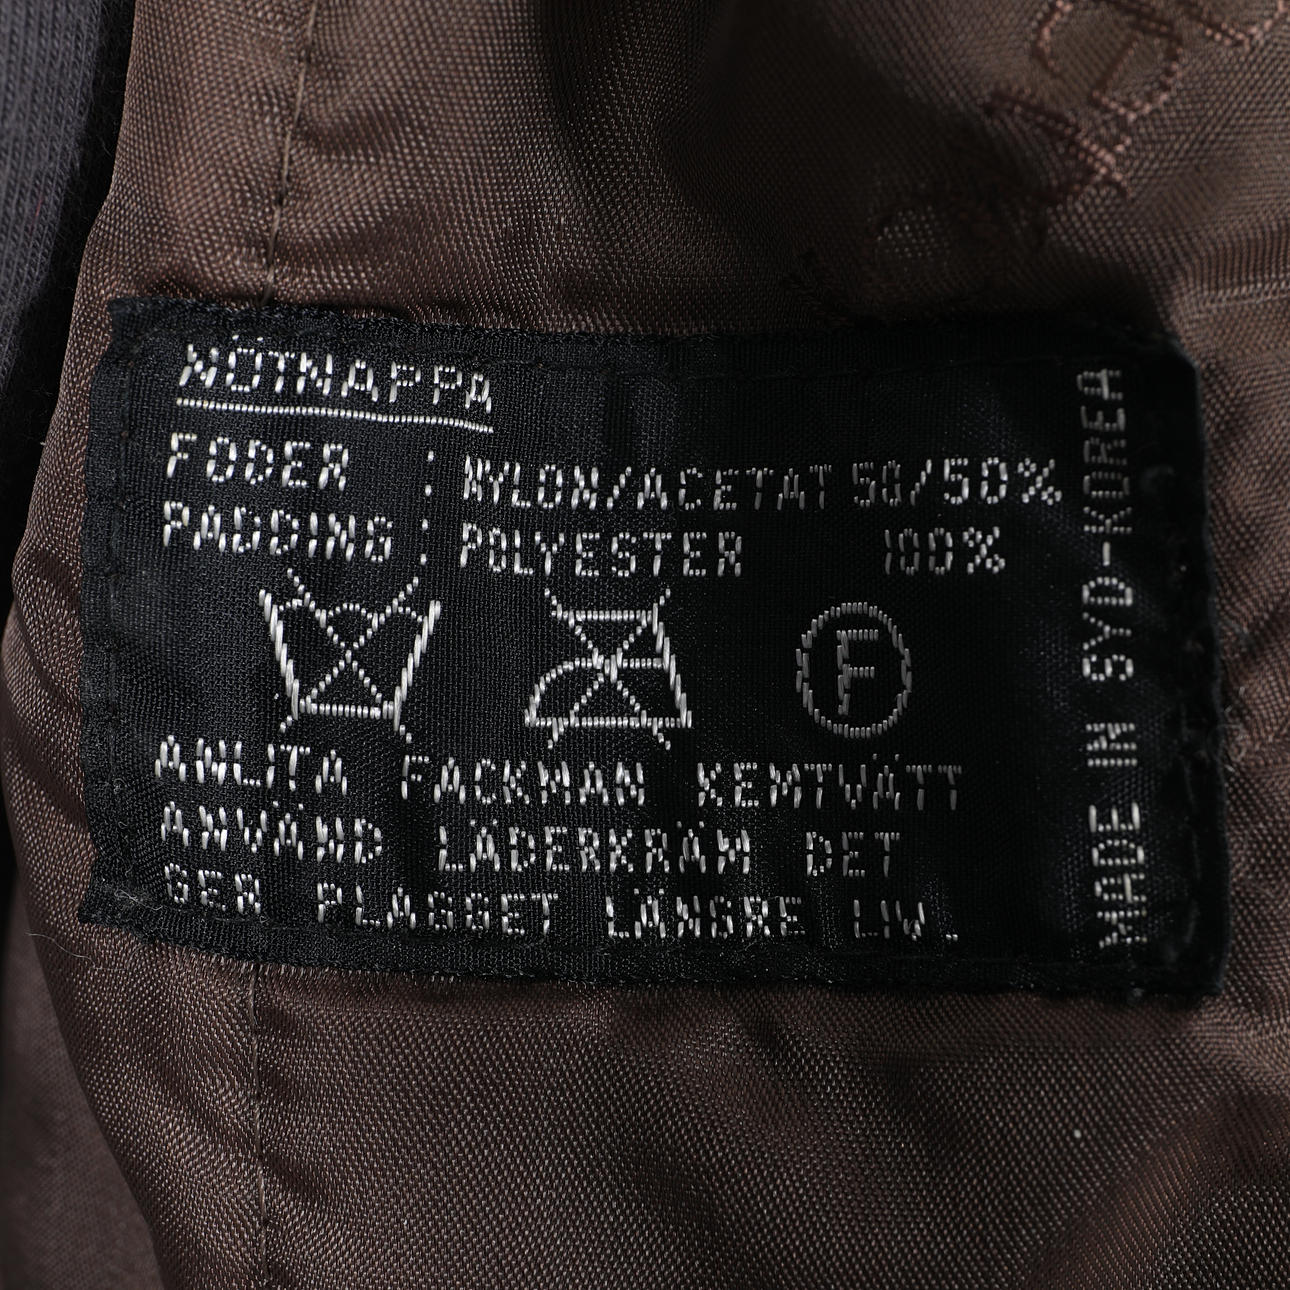 NÖTNAPPA
FODER : NYLON/ACETAT 50/50%
PADDING : POLYESTER 100%
F
ANLITA FACKMAN KEMTVÄTT
ANVÄND LÄDERKRÄM DET
GER PLAGGET LÄNGRE LIW.
MADE IN SYD-KOREA